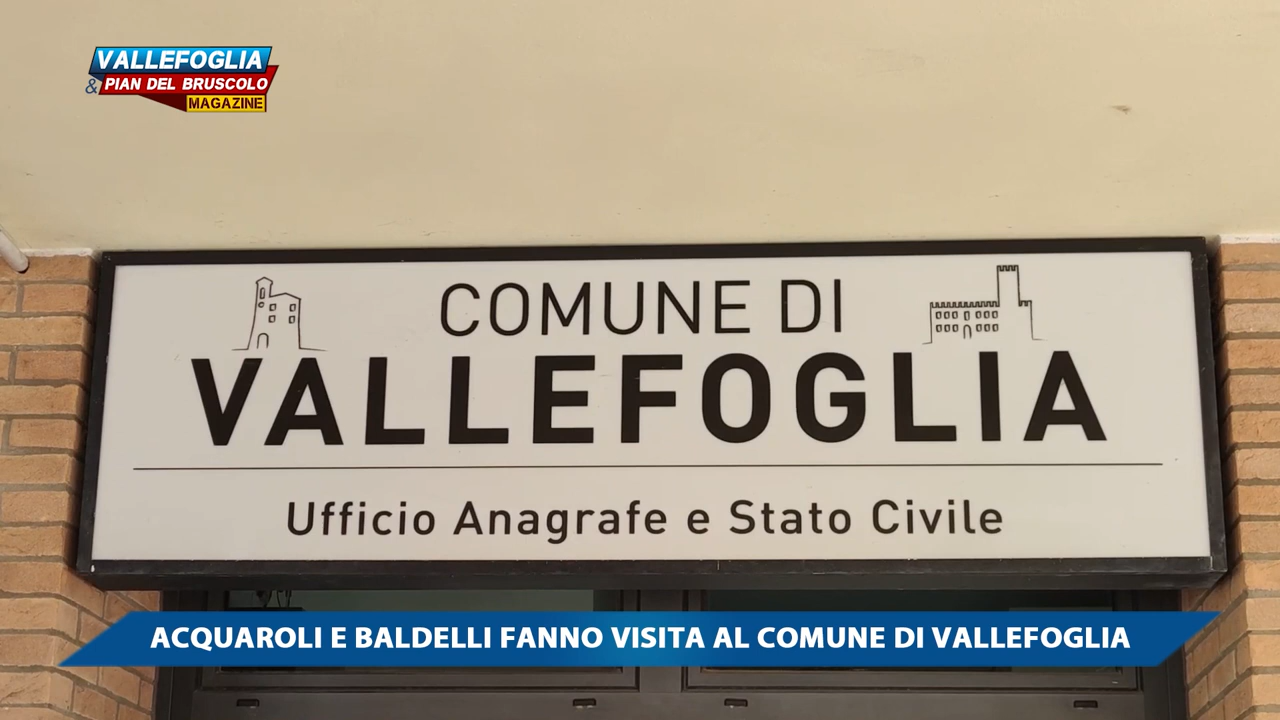 VALLEFOGLIA
& PIAN DEL BRUSCOLO
MAGAZINE
COMUNE DI
VALLEFOGLIA
Ufficio Anagrafe e Stato Civile
ACQUAROLI E BALDELLI FANNO VISITA AL COMUNE DI VALLEFOGLIA